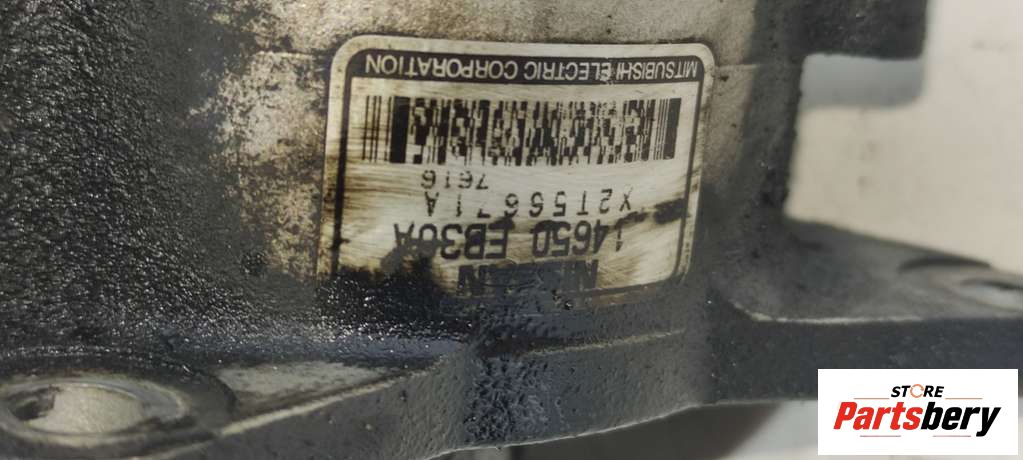 NISSAN
14650 EB30A
X2T56671A
7616
MITSUBISHI ELECTRIC CORPORATION
STORE
Partsbery